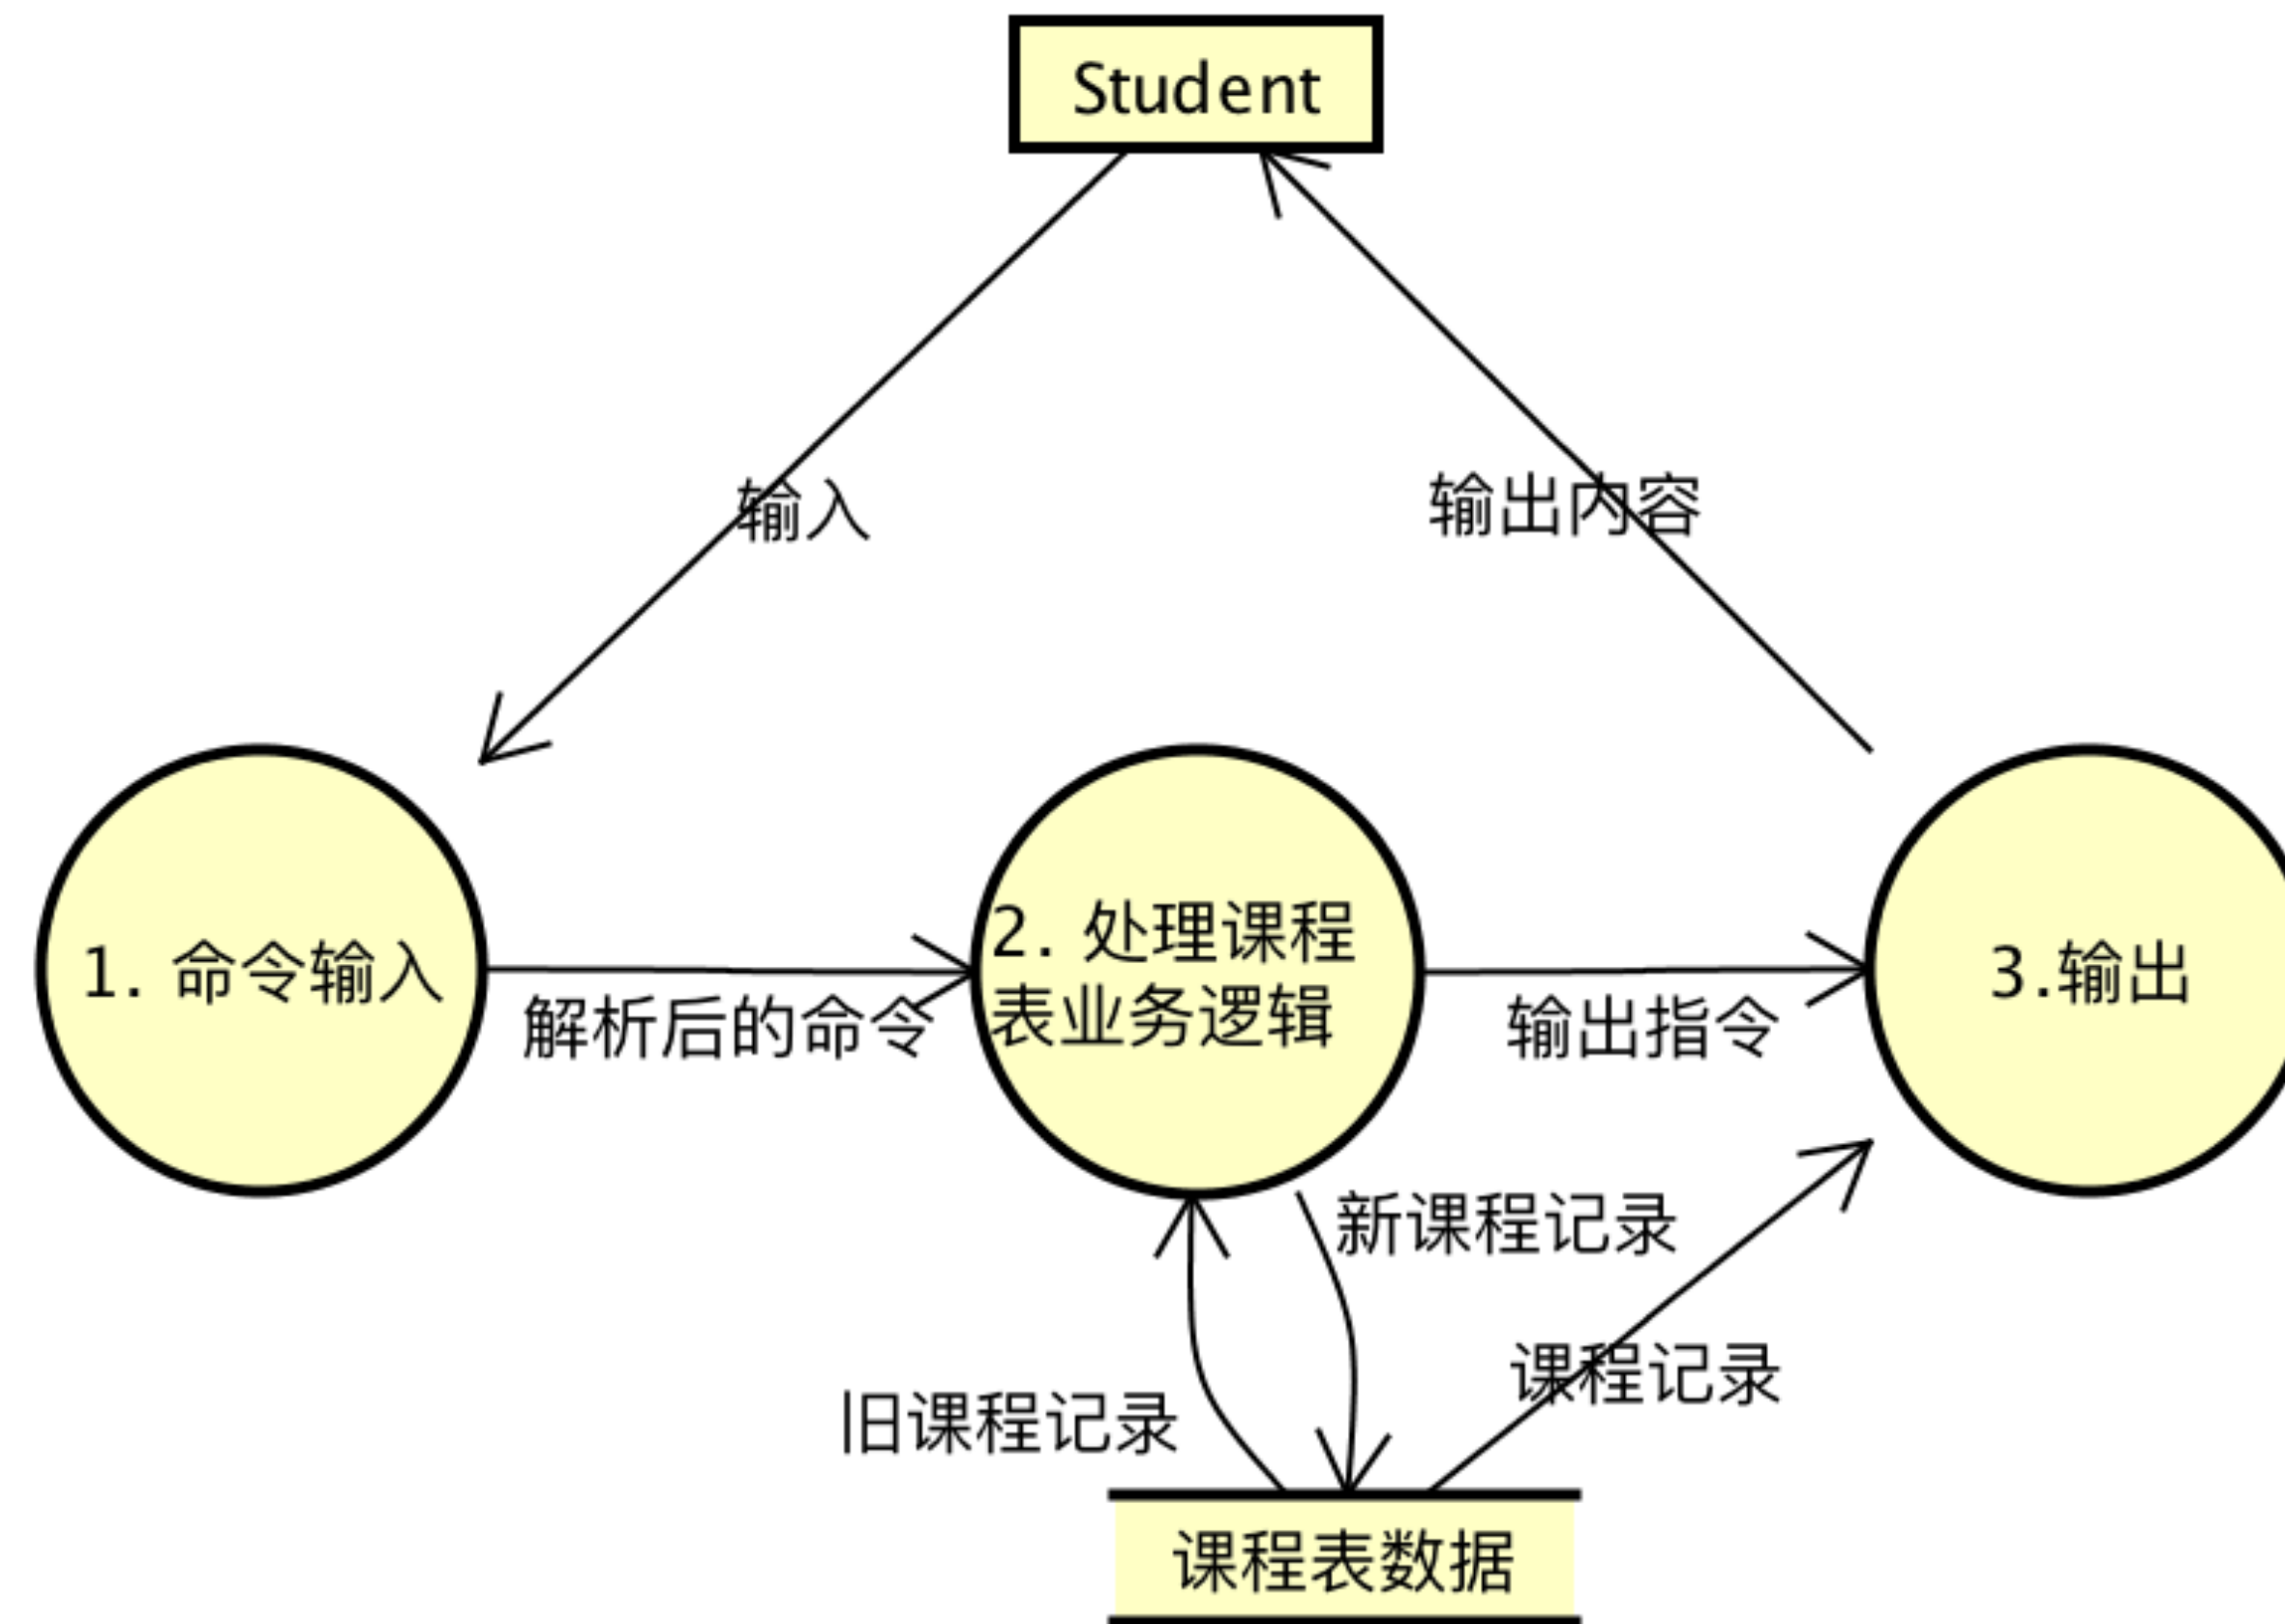 Student
输入
输出内容
1. 命令输入
解析后的命令
2. 处理课程
表业务逻辑
输出指令
3.输出
新课程记录
课程记录
旧课程记录
课程表数据